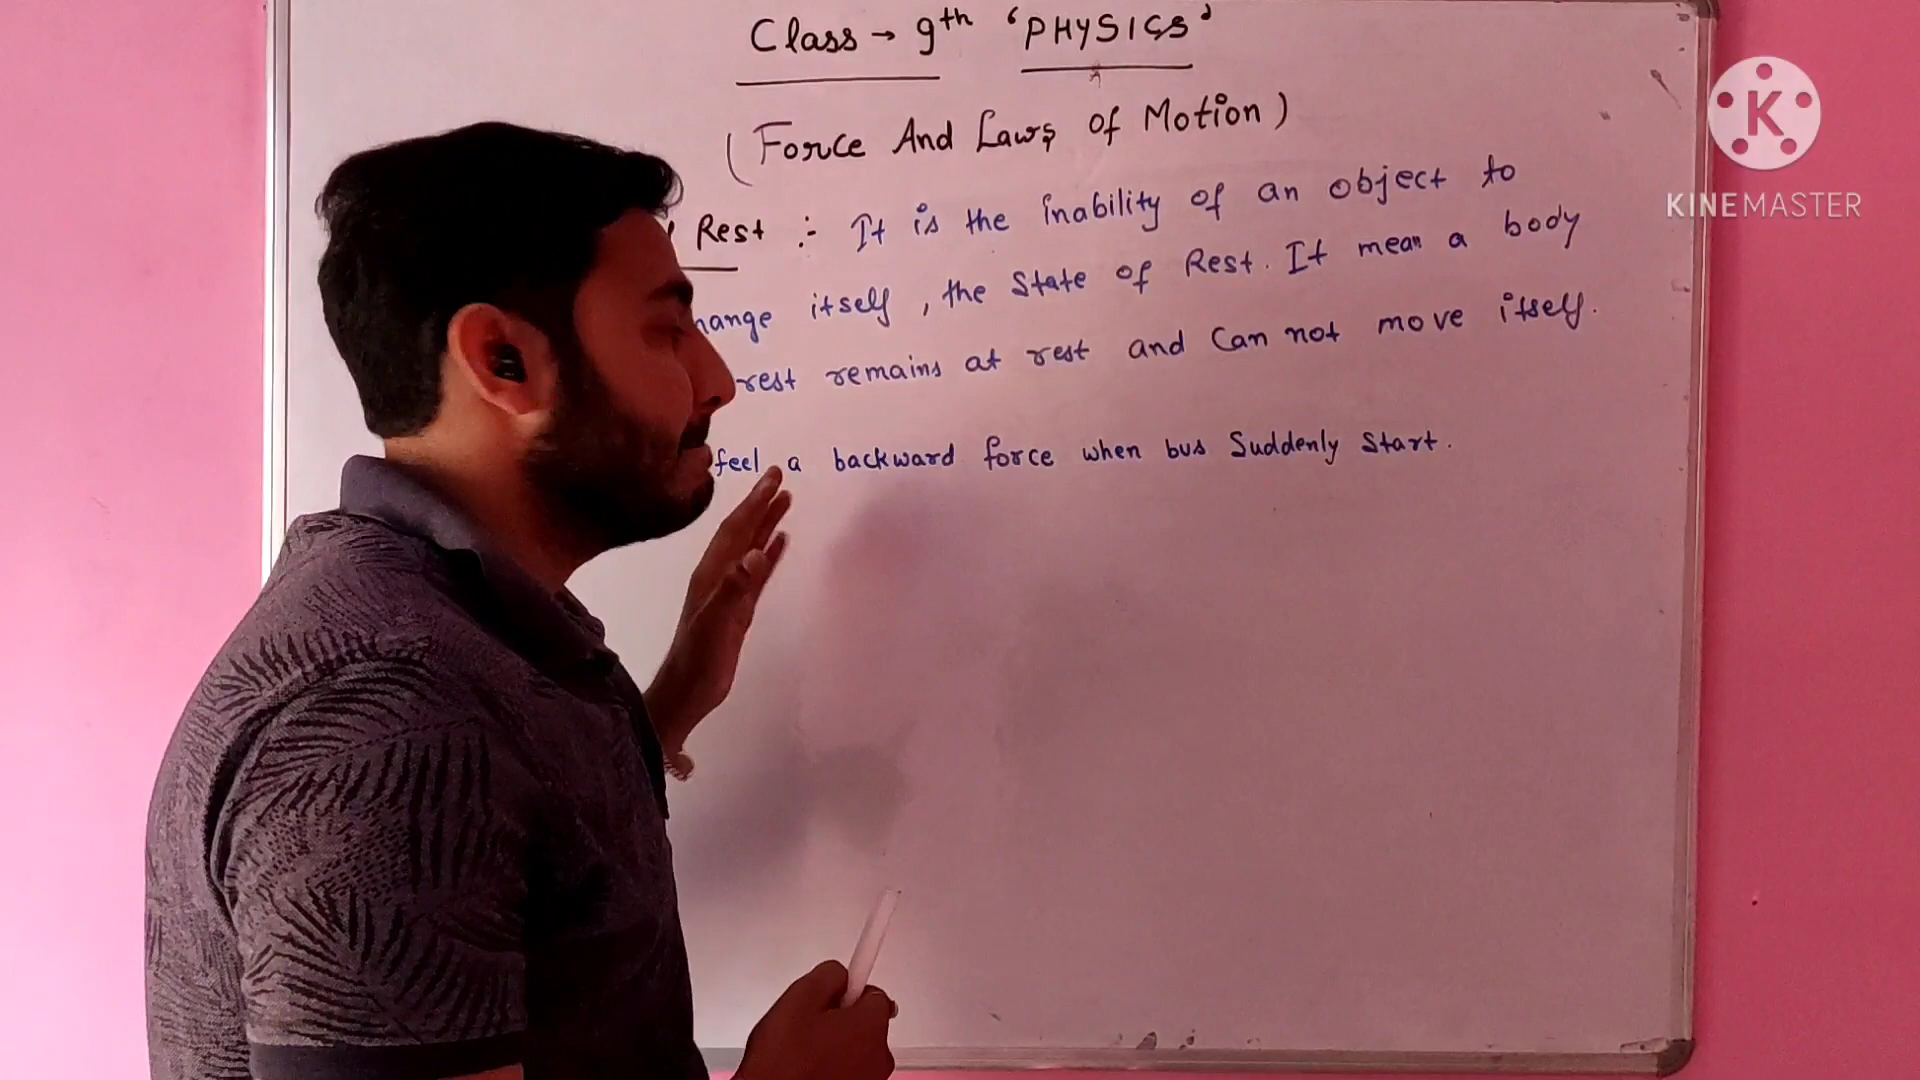 Class → 9th 'PHYSICS'
(Force And Laws of Motion)
Rest :- It is the inability of an object to
hange itself, the State of Rest. It mean a body
rest remains at rest and Can not move itself.
feel a backward force when bus Suddenly Start.
K
KINEMASTER